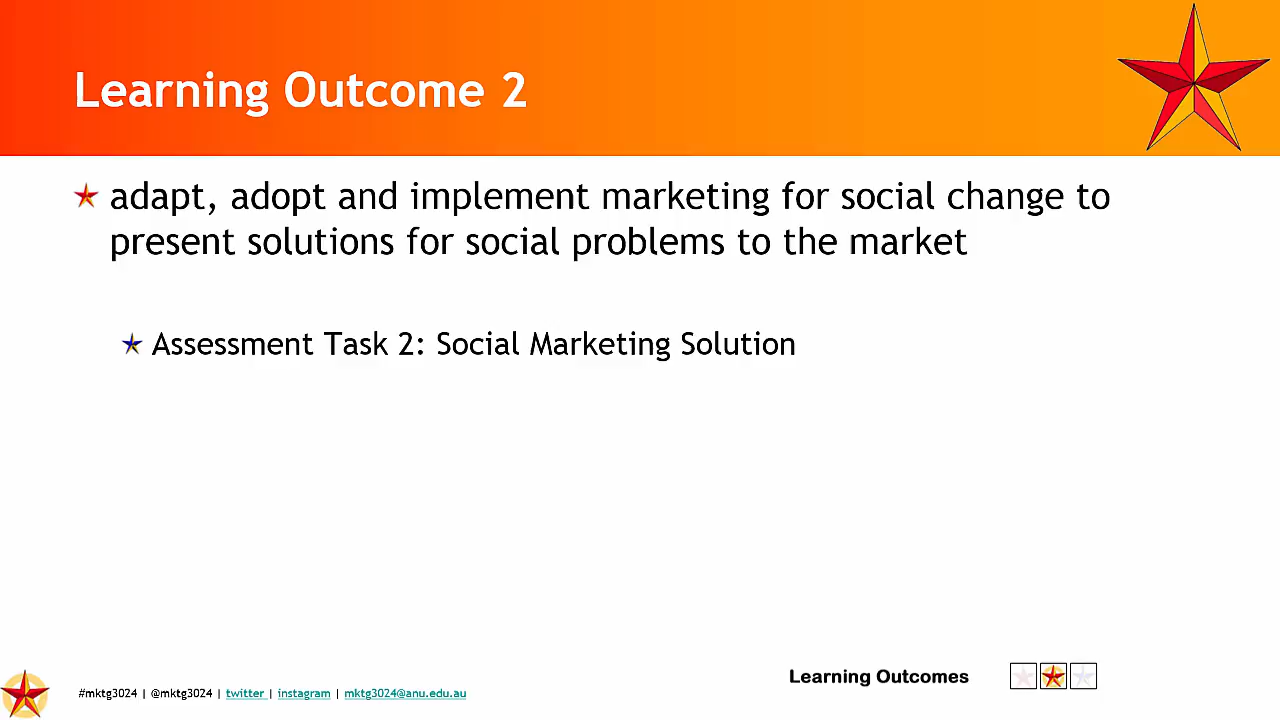 Learning Outcome 2
adapt, adopt and implement marketing for social change to
present solutions for social problems to the market
Assessment Task 2: Social Marketing Solution
Learning Outcomes
#mktg3024 | @mktg3024 | twitter | instagram | mktg3024@anu.edu.au